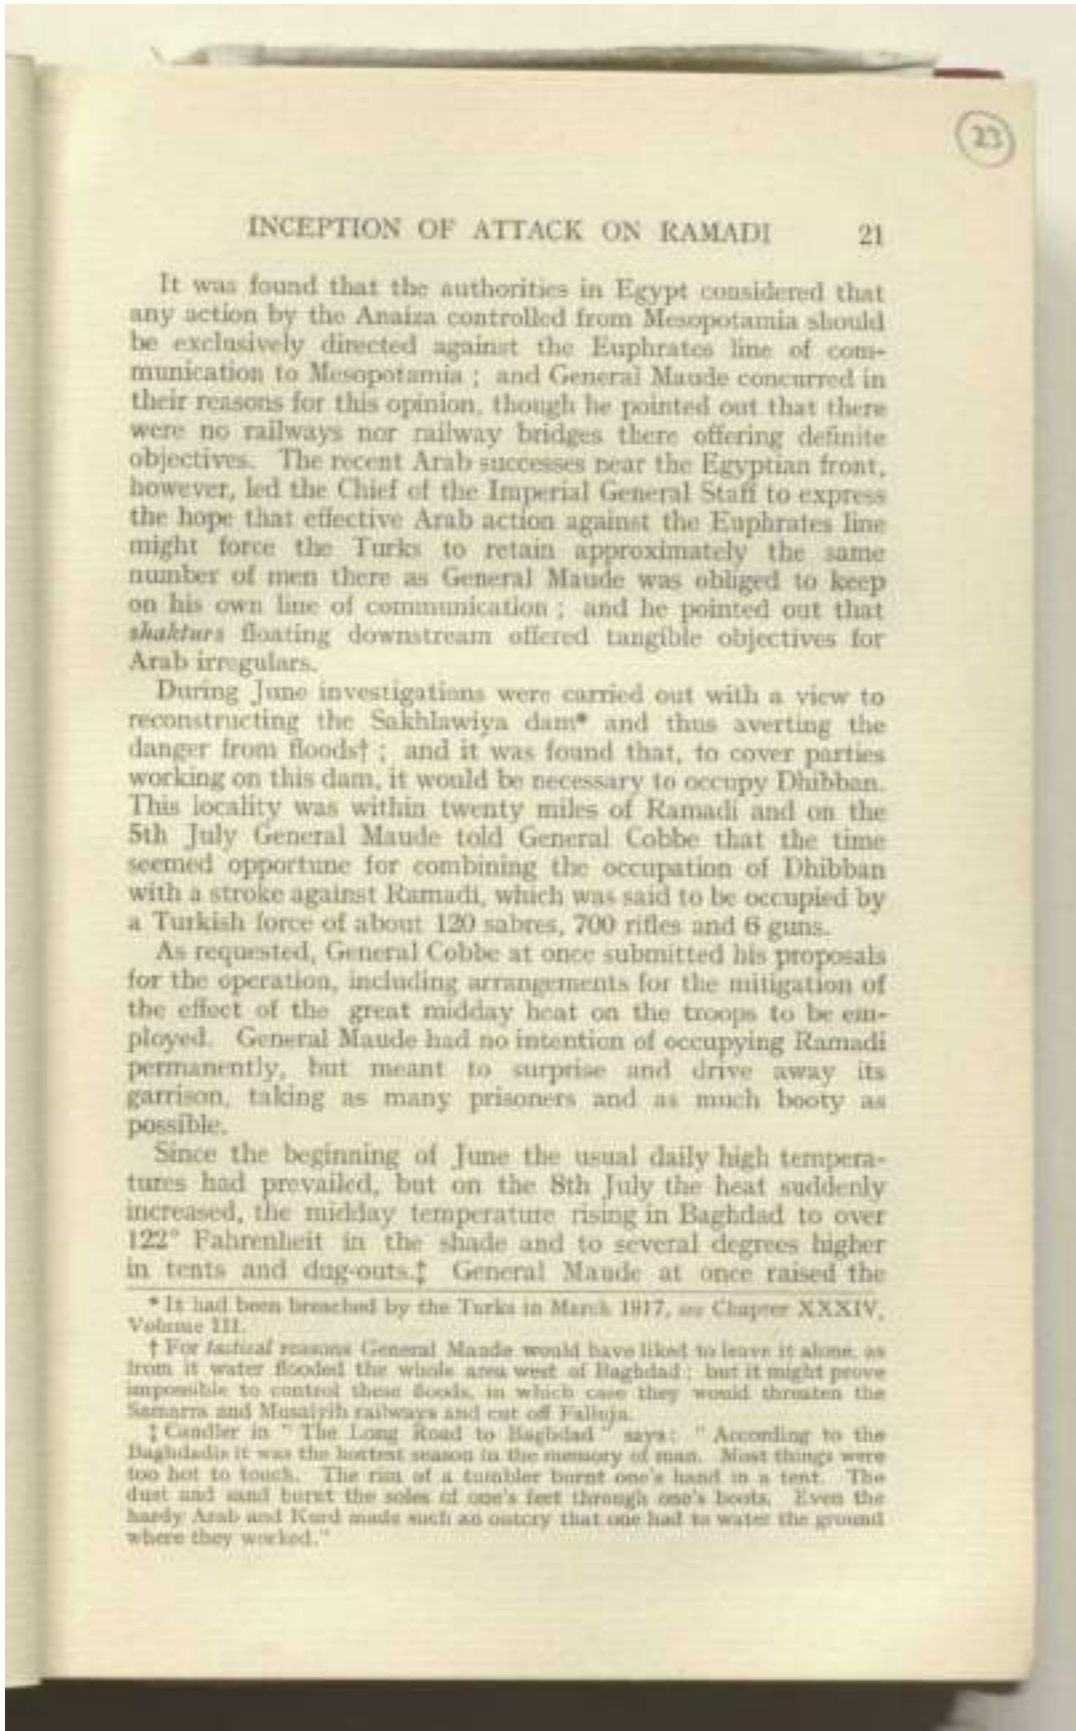 23
INCEPTION OF ATTACK ON RAMADI 21
It was found that the authorities in Egypt considered that
any action by the Anaiza controlled from Mesopotamia should
be exclusively directed against the Euphrates line of com-
munication to Mesopotamia ; and General Maude concurred in
their reasons for this opinion, though he pointed out that there
were no railways nor railway bridges there offering definite
objectives. The recent Arab successes near the Egyptian front,
however, led the Chief of the Imperial General Staff to express
the hope that effective Arab action against the Euphrates line
might force the Turks to retain approximately the same
number of men there as General Maude was obliged to keep
on his own line of communication ; and he pointed out that
shakturs floating downstream offered tangible objectives for
Arab irregulars.
During June investigations were carried out with a view to
reconstructing the Sakhlawiya dam* and thus averting the
danger from floods† ; and it was found that, to cover parties
working on this dam, it would be necessary to occupy Dhibban.
This locality was within twenty miles of Ramadi and on the
5th July General Maude told General Cobbe that the time
seemed opportune for combining the occupation of Dhibban
with a stroke against Ramadi, which was said to be occupied by
a Turkish force of about 120 sabres, 700 rifles and 6 guns.
As requested, General Cobbe at once submitted his proposals
for the operation, including arrangements for the mitigation of
the effect of the great midday heat on the troops to be em-
ployed. General Maude had no intention of occupying Ramadi
permanently, but meant to surprise and drive away its
garrison, taking as many prisoners and as much booty as
possible.
Since the beginning of June the usual daily high tempera-
tures had prevailed, but on the 8th July the heat suddenly
increased, the midday temperature rising in Baghdad to over
122° Fahrenheit in the shade and to several degrees higher
in tents and dug-outs.‡ General Maude at once raised the
* It had been breached by the Turks in March 1917, see Chapter XXXIV,
Volume III.
† For tactical reasons General Maude would have liked to leave it alone, as
from it water flooded the whole area west of Baghdad ; but it might prove
impossible to control these floods, in which case they would threaten the
Samarra and Musaiyib railways and cut off Falluja.
‡ Candler in " The Long Road to Baghdad " says : " According to the
Baghdadis it was the hottest season in the memory of man. Most things were
too hot to touch. The rim of a tumbler burnt one's hand in a tent. The
dust and sand burnt the soles of one's feet through one's boots. Even the
hardy Arab and Kurd made such an outcry that one had to water the ground
where they worked."